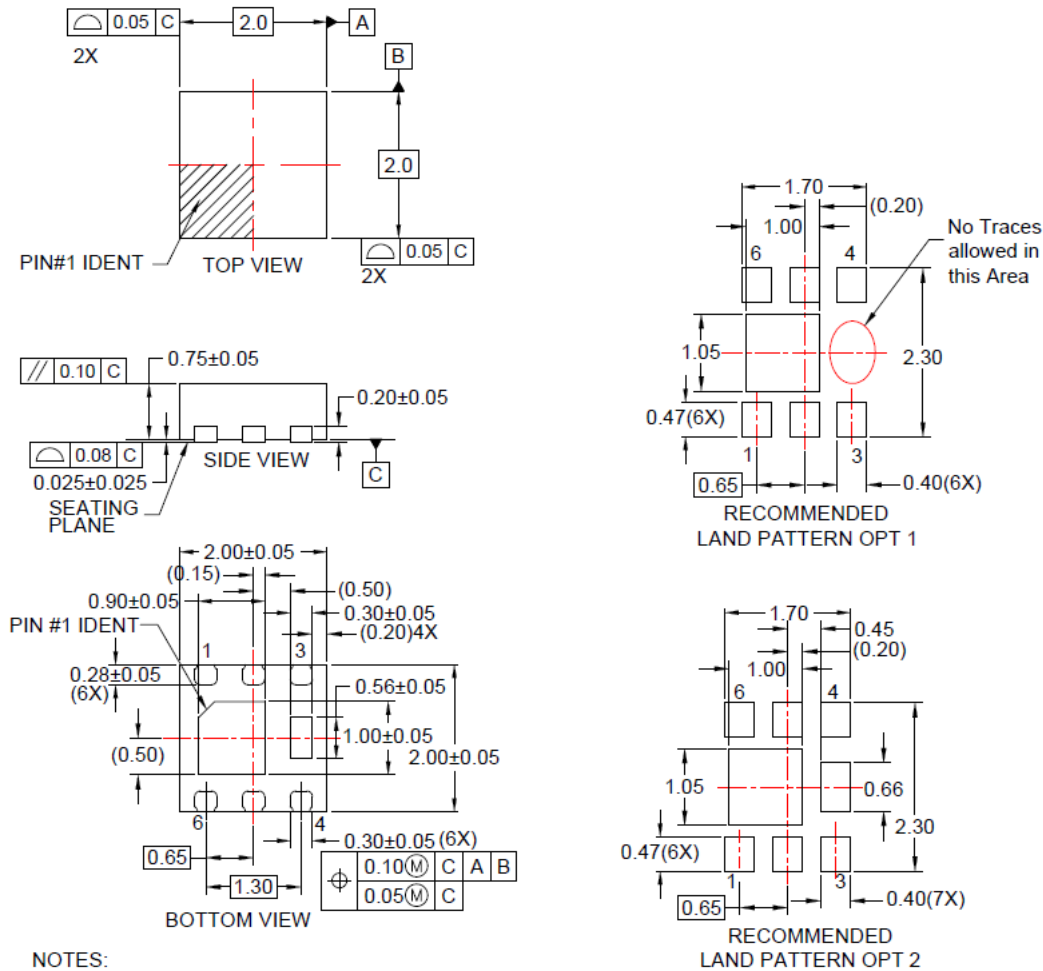 0.05 C
2X
2.0
A
B
2.0
PIN#1 IDENT
TOP VIEW
0.05 C
2X
// 0.10 C
0.75±0.05
0.20±0.05
0.08 C
0.025±0.025
SEATING
PLANE
SIDE VIEW
C
2.00±0.05
(0.15)
(0.50)
0.90±0.05
0.30±0.05
PIN #1 IDENT
(0.20)4X
1
3
0.28±0.05
(6X)
0.56±0.05
1.00±0.05
(0.50)
2.00±0.05
6
4
0.30±0.05 (6X)
0.65
0.10Ⓜ C A B
0.05Ⓜ C
1.30
BOTTOM VIEW
NOTES:
1.70
(0.20)
1.00
No Traces
allowed in
this Area
6
4
1.05
2.30
0.47(6X)
1
3
0.65
0.40(6X)
RECOMMENDED
LAND PATTERN OPT 1
1.70
0.45
(0.20)
1.00
6
4
1.05
0.66
2.30
0.47(6X)
1
3
0.65
0.40(7X)
RECOMMENDED
LAND PATTERN OPT 2